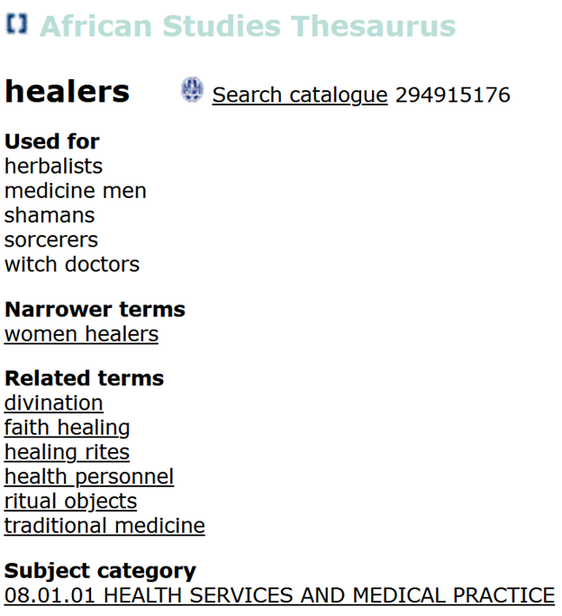 African Studies Thesaurus
healers Search catalogue 294915176
Used for
herbalists
medicine men
shamans
sorcerers
witch doctors
Narrower terms
women healers
Related terms
divination
faith healing
healing rites
health personnel
ritual objects
traditional medicine
Subject category
08.01.01 HEALTH SERVICES AND MEDICAL PRACTICE